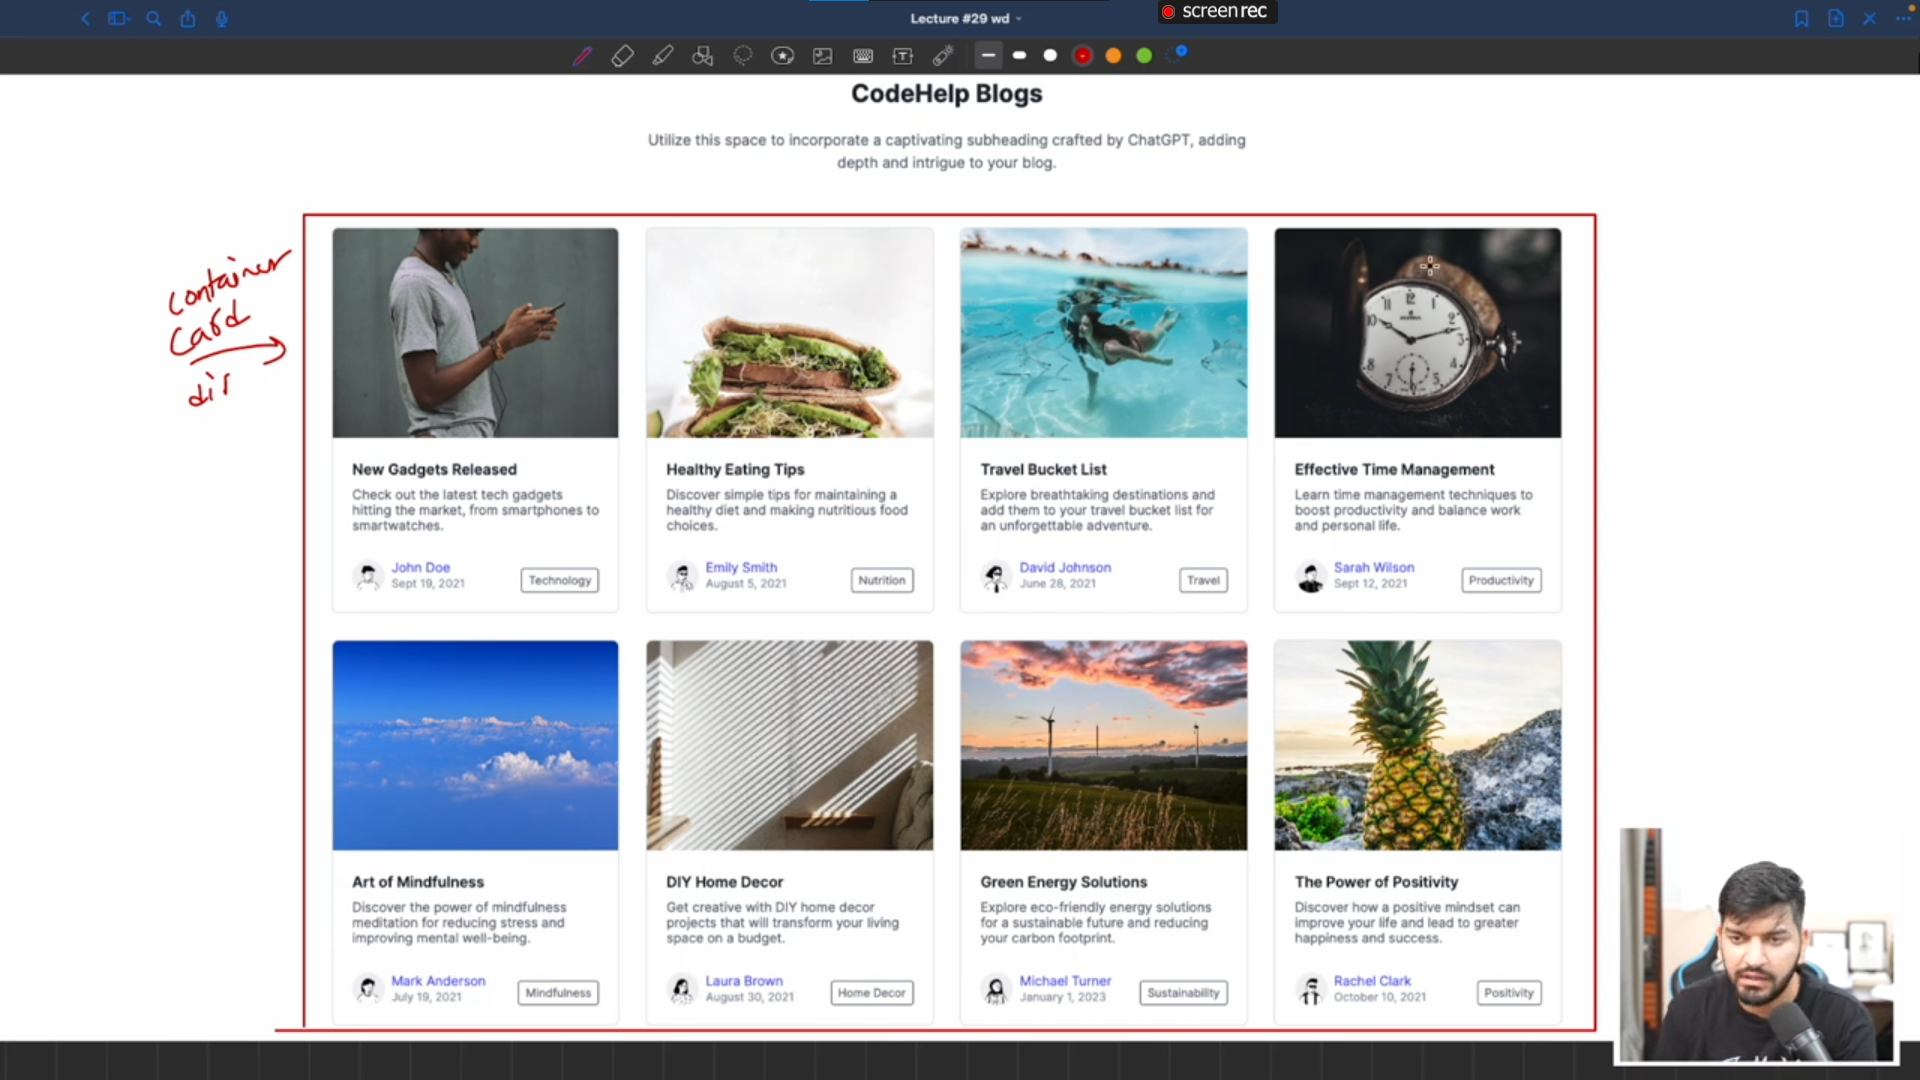 Lecture #29 wd
screenrec
CodeHelp Blogs
Utilize this space to incorporate a captivating subheading crafted by ChatGPT, adding
depth and intrigue to your blog.
container
card
div
New Gadgets Released
Check out the latest tech gadgets
hitting the market, from smartphones to
smartwatches.
John Doe
Sept 19, 2021
Technology
Healthy Eating Tips
Discover simple tips for maintaining a
healthy diet and making nutritious food
choices.
Emily Smith
August 5, 2021
Nutrition
Travel Bucket List
Explore breathtaking destinations and
add them to your travel bucket list for
an unforgettable adventure.
David Johnson
June 28, 2021
Travel
Effective Time Management
Learn time management techniques to
boost productivity and balance work
and personal life.
Sarah Wilson
Sept 12, 2021
Productivity
Art of Mindfulness
Discover the power of mindfulness
meditation for reducing stress and
improving mental well-being.
Mark Anderson
July 19, 2021
Mindfulness
DIY Home Decor
Get creative with DIY home decor
projects that will transform your living
space on a budget.
Laura Brown
August 30, 2021
Home Decor
Green Energy Solutions
Explore eco-friendly energy solutions
for a sustainable future and reducing
your carbon footprint.
Michael Turner
January 1, 2023
Sustainability
The Power of Positivity
Discover how a positive mindset can
improve your life and lead to greater
happiness and success.
Rachel Clark
October 10, 2021
Positivity